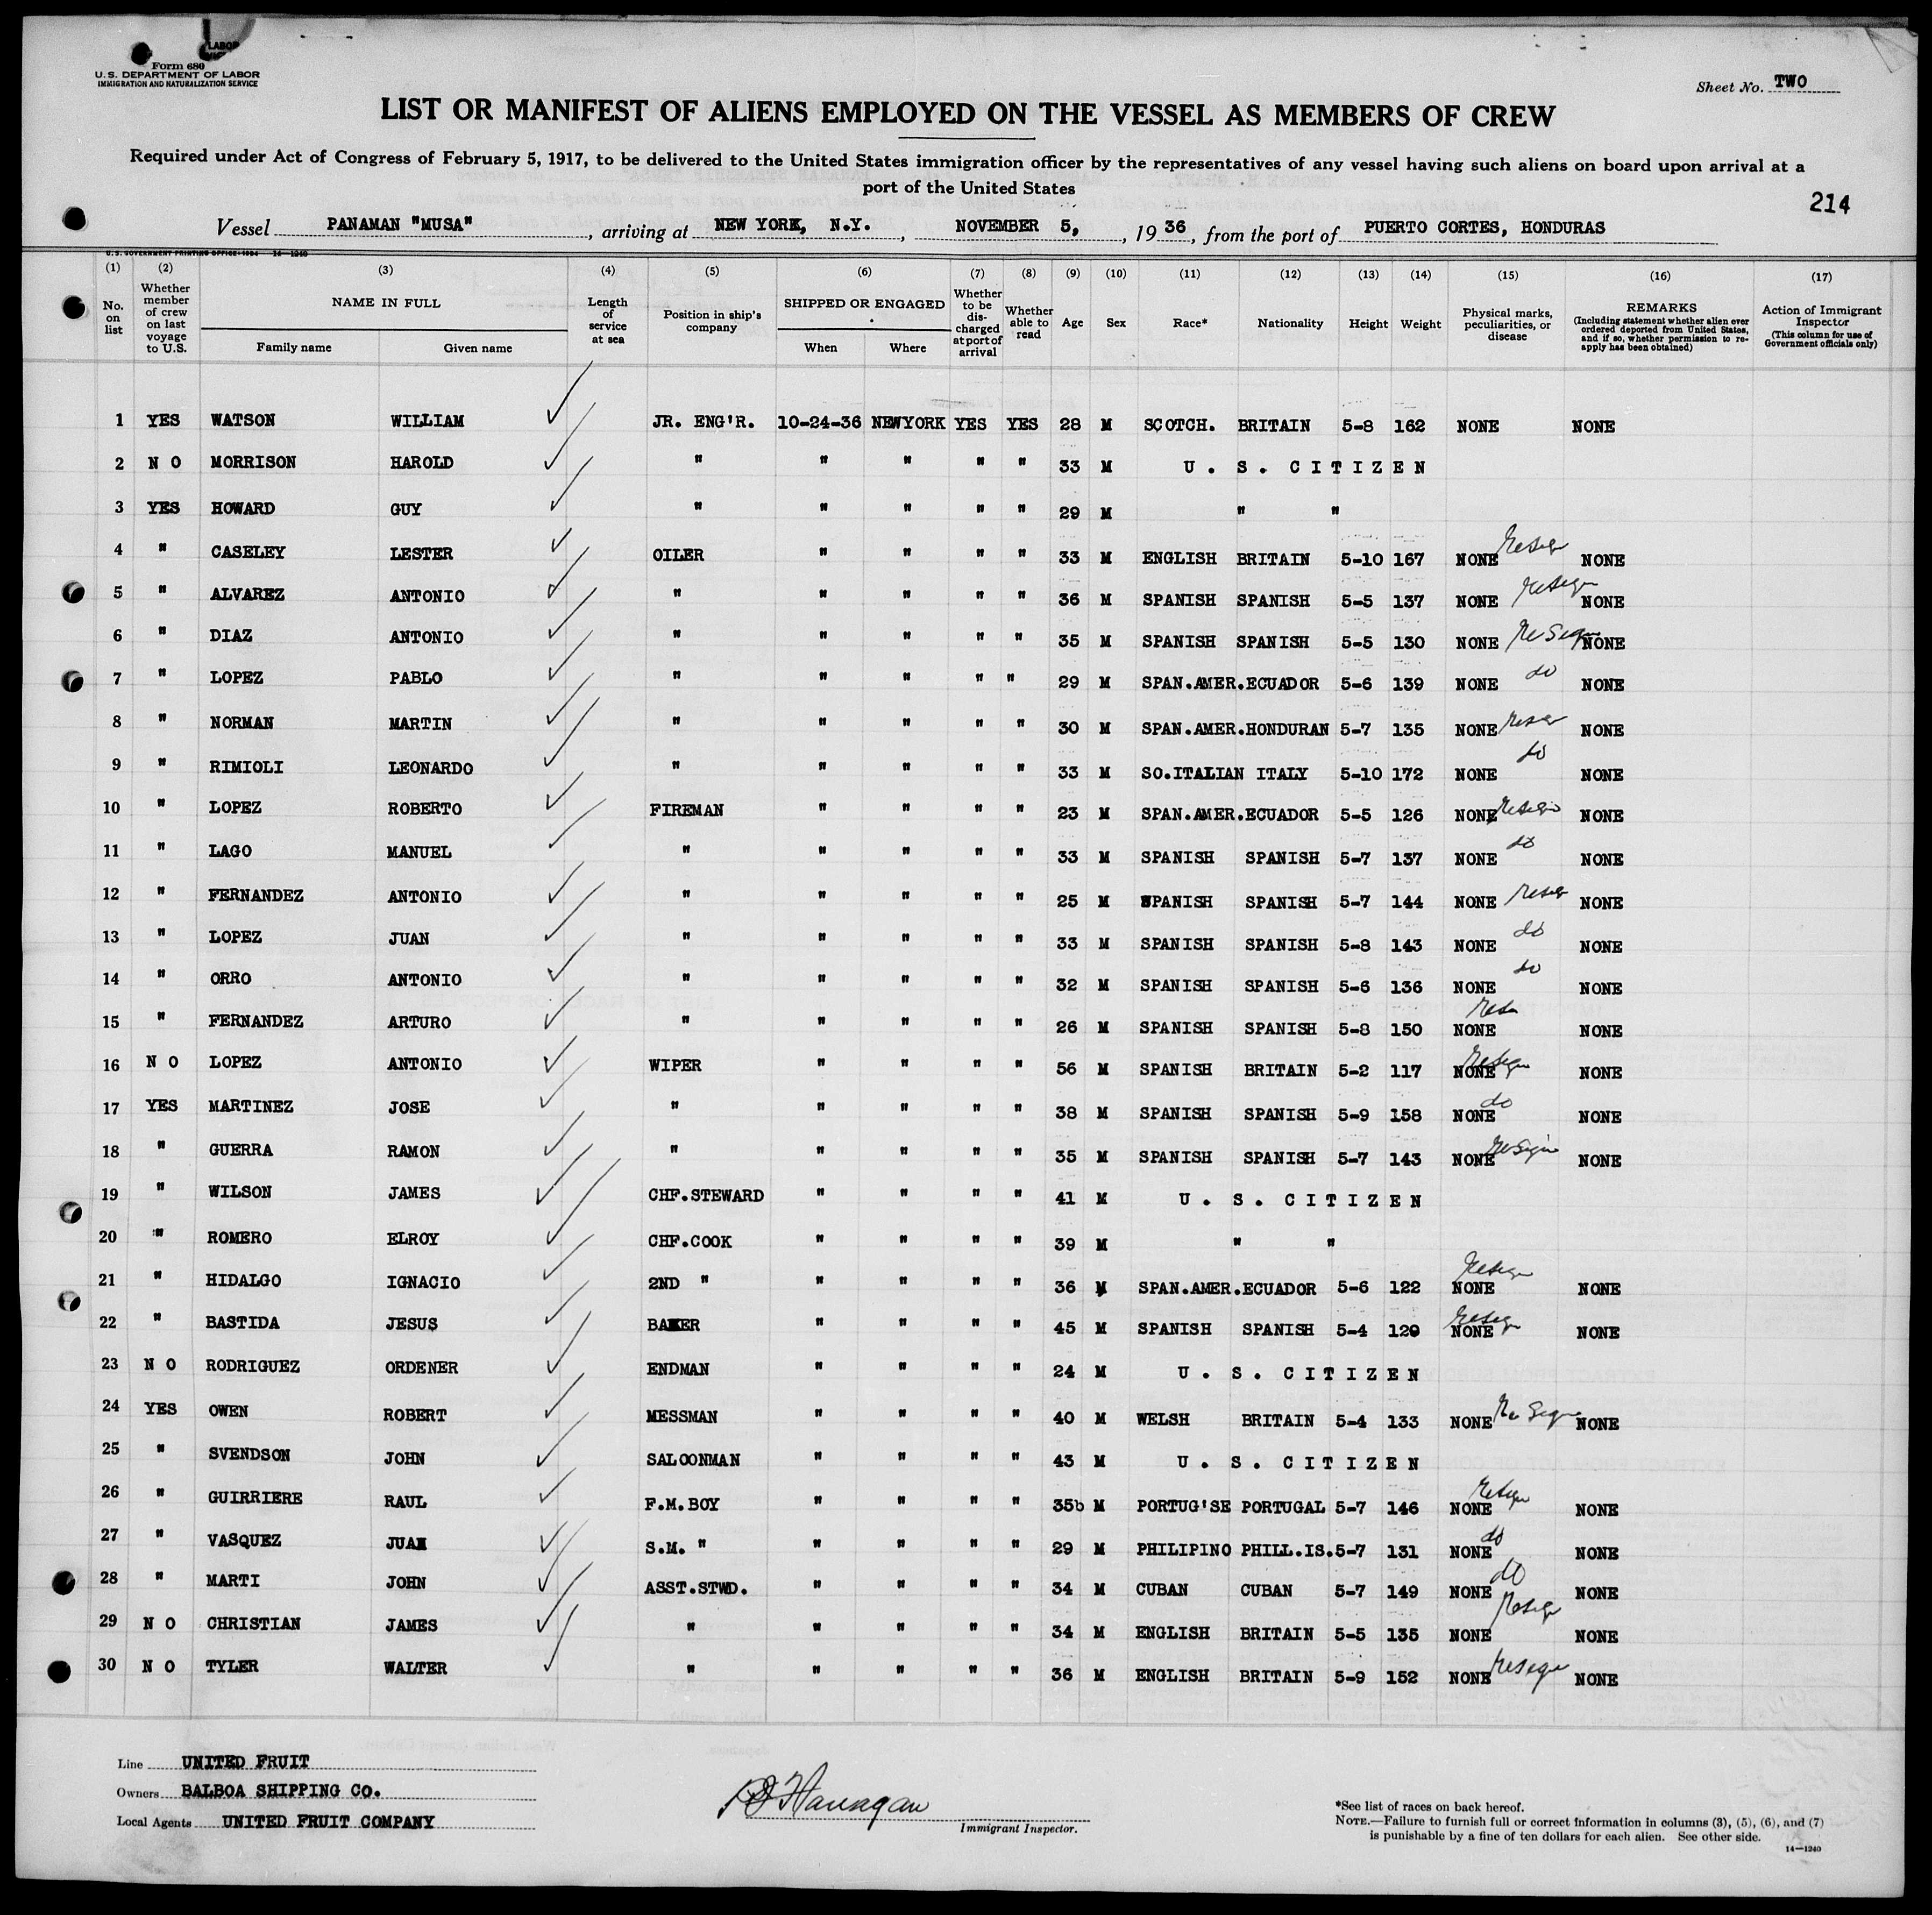 LABOR
Form 680
U. S. DEPARTMENT OF LABOR
IMMIGRATION AND NATURALIZATION SERVICE
Sheet No. TWO
LIST OR MANIFEST OF ALIENS EMPLOYED ON THE VESSEL AS MEMBERS OF CREW
Required under Act of Congress of February 5, 1917, to be delivered to the United States immigration officer by the representatives of any vessel having such aliens on board upon arrival at a
port of the United States
214
Vessel PANAMAN "MUSA", arriving at NEW YORK, N.Y., NOVEMBER 5, 1936, from the port of PUERTO CORTES, HONDURAS
U. S. GOVERNMENT PRINTING OFFICE: 1934 14—1240
(1) (2) (3) (4) (5) (6) (7) (8) (9) (10) (11) (12) (13) (14) (15) (16) (17)
No. on list
Whether member of crew on last voyage to U.S.
NAME IN FULL
Family name Given name
Length of service at sea
Position in ship's company
SHIPPED OR ENGAGED
When Where
Whether to be discharged at port of arrival
Whether able to read
Age Sex Race* Nationality Height Weight
Physical marks, peculiarities, or disease
REMARKS
(Including statement whether alien ever ordered deported from United States, and if so, whether permission to reapply has been obtained)
Action of Immigrant Inspector
(This column for use of Government officials only)
1 YES WATSON WILLIAM JR. ENG'R. 10-24-36 NEWYORK YES YES 28 M SCOTCH. BRITAIN 5-8 162 NONE NONE
2 N O MORRISON HAROLD " " " " " 33 M U. S. CITIZEN
3 YES HOWARD GUY " " " " " 29 M " "
4 " CASELEY LESTER OILER " " " " 33 M ENGLISH BRITAIN 5-10 167 NONE Resign NONE
5 " ALVAREZ ANTONIO " " " " " 36 M SPANISH SPANISH 5-5 137 NONE Resign NONE
6 " DIAZ ANTONIO " " " " " 35 M SPANISH SPANISH 5-5 130 NONE Re Sign NONE
7 " LOPEZ PABLO " " " " " 29 M SPAN.AMER.ECUADOR 5-6 139 NONE do NONE
8 " NORMAN MARTIN " " " " " 30 M SPAN.AMER.HONDURAN 5-7 135 NONE Resign NONE
9 " RIMIOLI LEONARDO " " " " " 33 M SO.ITALIAN ITALY 5-10 172 NONE do NONE
10 " LOPEZ ROBERTO FIREMAN " " " " 23 M SPAN.AMER.ECUADOR 5-5 126 NONE Resign NONE
11 " LAGO MANUEL " " " " " 33 M SPANISH SPANISH 5-7 137 NONE do NONE
12 " FERNANDEZ ANTONIO " " " " " 25 M SPANISH SPANISH 5-7 144 NONE Resign NONE
13 " LOPEZ JUAN " " " " " 33 M SPANISH SPANISH 5-8 143 NONE do NONE
14 " ORRO ANTONIO " " " " " 32 M SPANISH SPANISH 5-6 136 NONE do NONE
15 " FERNANDEZ ARTURO " " " " " 26 M SPANISH SPANISH 5-8 150 NONE NONE
16 N O LOPEZ ANTONIO WIPER " " " " 56 M SPANISH BRITAIN 5-2 117 NONE Resign NONE
17 YES MARTINEZ JOSE " " " " " 38 M SPANISH SPANISH 5-9 158 NONE do NONE
18 " GUERRA RAMON " " " " " 35 M SPANISH SPANISH 5-7 143 NONE ReSign NONE
19 " WILSON JAMES CHF.STEWARD " " " " 41 M U. S. CITIZEN
20 " ROMERO ELROY CHF.COOK " " " " 39 M " "
21 " HIDALGO IGNACIO 2ND " " " " " 36 M SPAN.AMER.ECUADOR 5-6 122 NONE Resign NONE
22 " BASTIDA JESUS BAKER " " " " 45 M SPANISH SPANISH 5-4 120 NONE Resign NONE
23 N O RODRIGUEZ ORDENER ENDMAN " " " " 24 M U. S. CITIZEN
24 YES OWEN ROBERT MESSMAN " " " " 40 M WELSH BRITAIN 5-4 133 NONE Re Sign NONE
25 " SVENDSON JOHN SALOONMAN " " " " 43 M U. S. CITIZEN
26 " GUIRRIERE RAUL F.M.BOY " " " " 35 M PORTUG'SE PORTUGAL 5-7 146 NONE Resign NONE
27 " VASQUEZ JUAN S.M. " " " " " 29 M PHILIPINO PHILL.IS. 5-7 131 NONE do NONE
28 " MARTI JOHN ASST.STWD. " " " " 34 M CUBAN CUBAN 5-7 149 NONE do NONE
29 N O CHRISTIAN JAMES " " " " " 34 M ENGLISH BRITAIN 5-5 135 NONE Resign NONE
30 N O TYLER WALTER " " " " " 36 M ENGLISH BRITAIN 5-9 152 NONE Resign NONE
Line UNITED FRUIT
Owners BALBOA SHIPPING CO.
Local Agents UNITED FRUIT COMPANY
Flanagan
Immigrant Inspector.
*See list of races on back hereof.
NOTE.—Failure to furnish full or correct information in columns (3), (5), (6), and (7)
is punishable by a fine of ten dollars for each alien. See other side.
14—1240